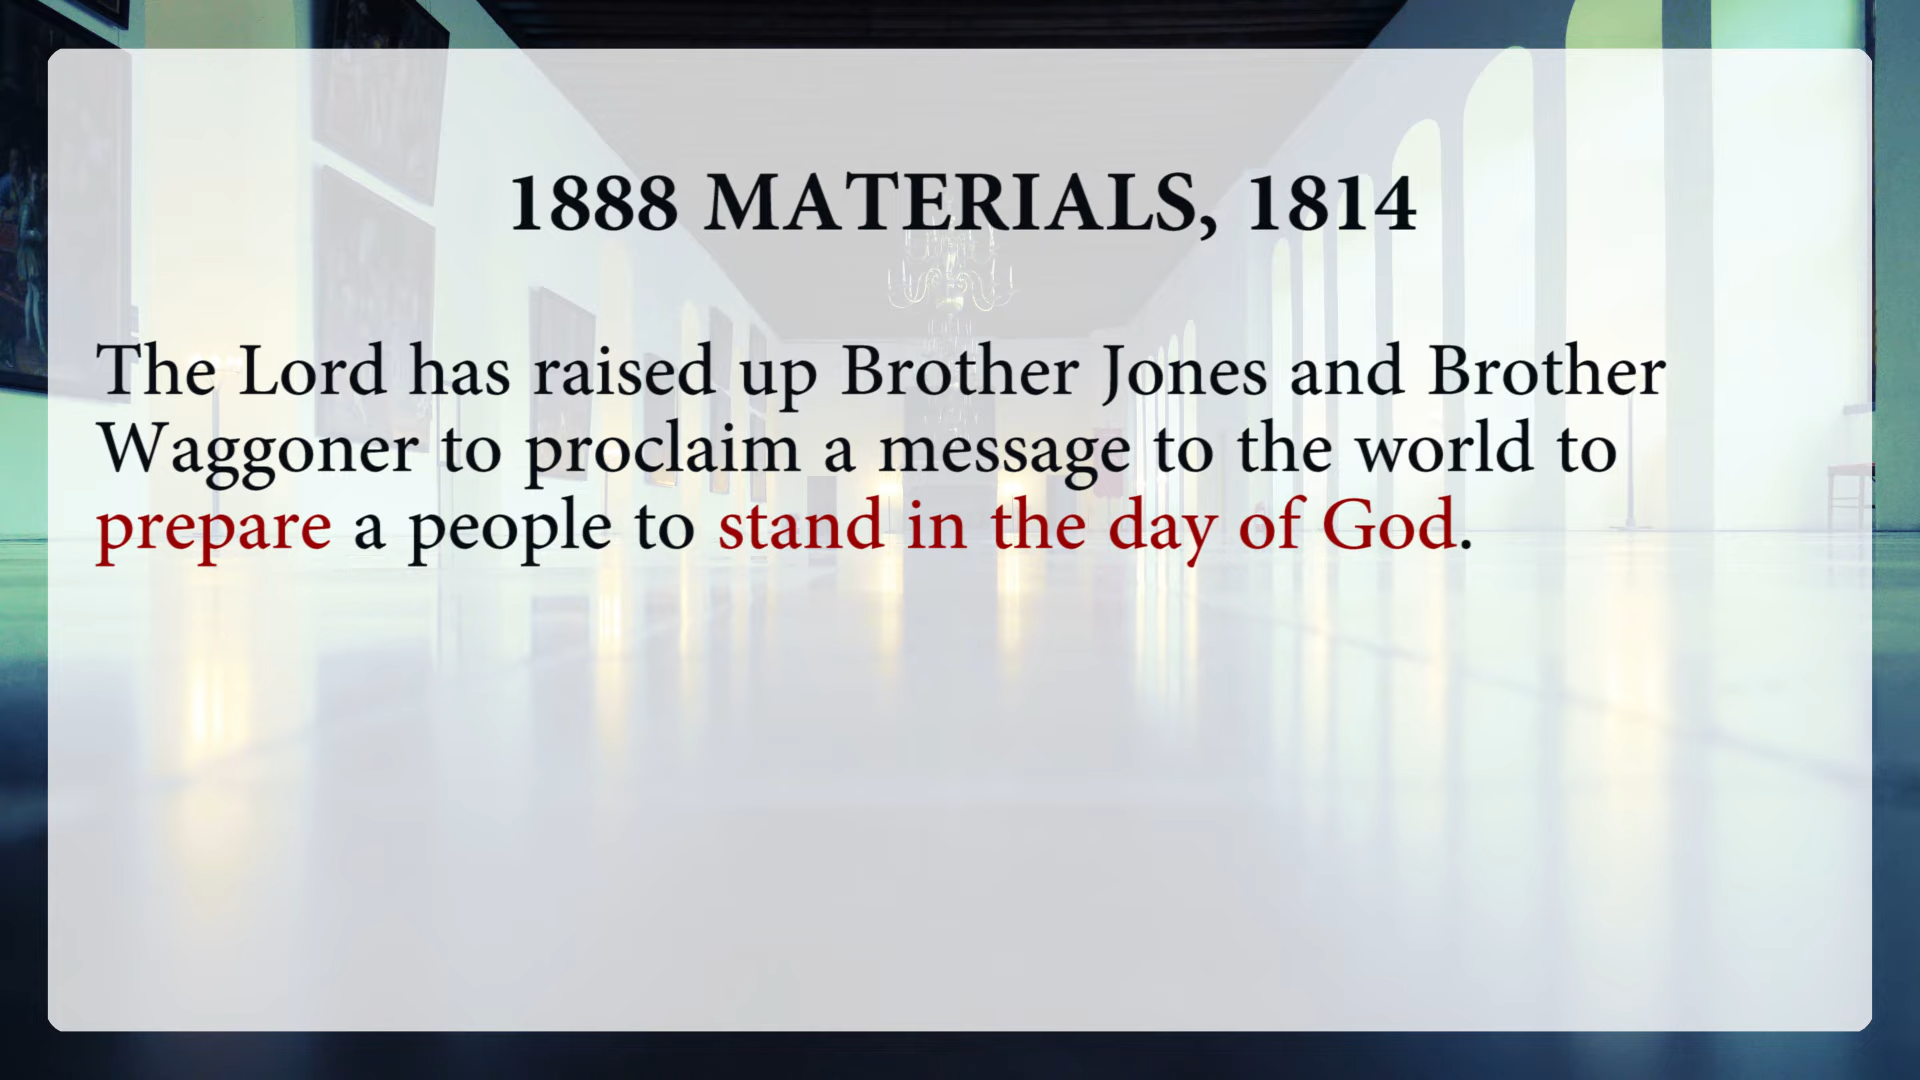 1888 MATERIALS, 1814
The Lord has raised up Brother Jones and Brother
Waggoner to proclaim a message to the world to
prepare a people to stand in the day of God.